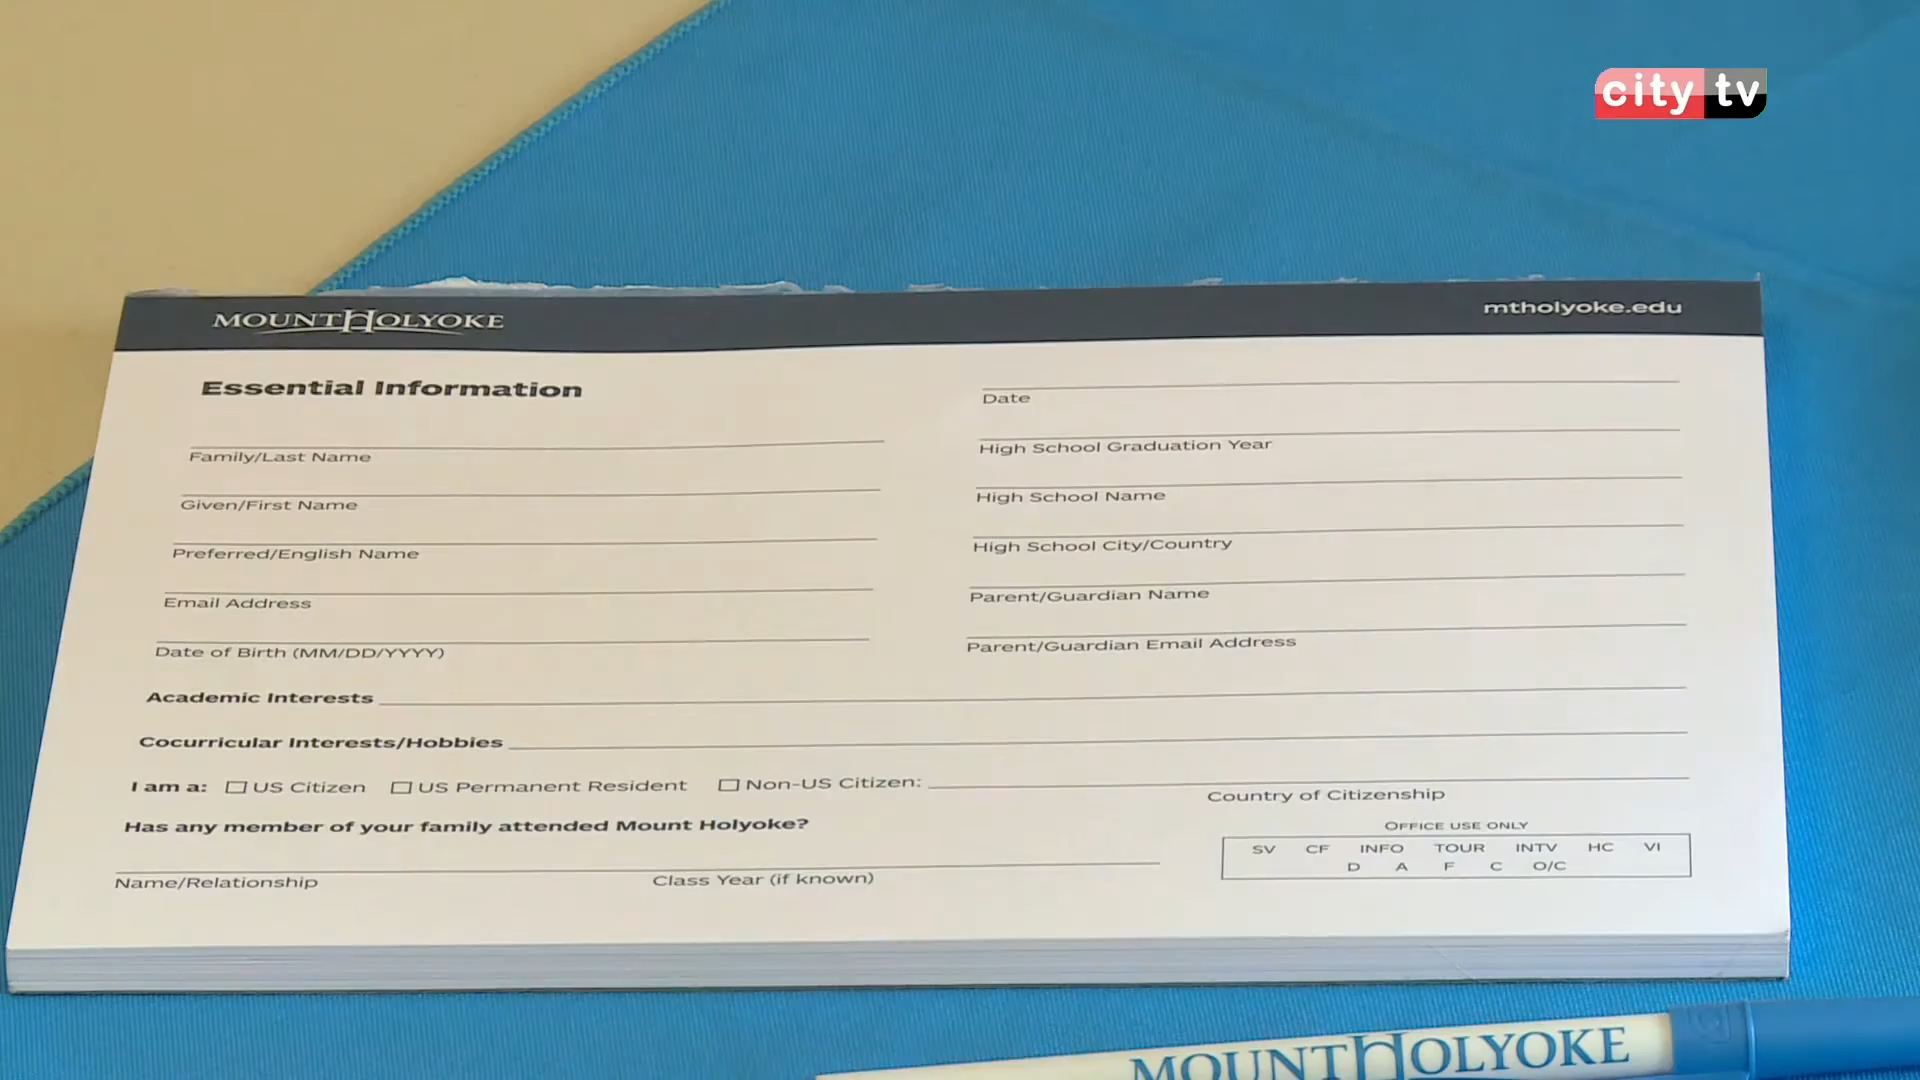 city tv
MOUNT HOLYOKE
mtholyoke.edu
Essential Information
Family/Last Name
Given/First Name
Preferred/English Name
Email Address
Date of Birth (MM/DD/YYYY)
Date
High School Graduation Year
High School Name
High School City/Country
Parent/Guardian Name
Parent/Guardian Email Address
Academic Interests
Cocurricular Interests/Hobbies
I am a: US Citizen US Permanent Resident Non-US Citizen:
Country of Citizenship
Has any member of your family attended Mount Holyoke?
Name/Relationship Class Year (if known)
OFFICE USE ONLY
SV CF INFO TOUR INTV HC VI
D A F C O/C
MOUNT HOLYOKE